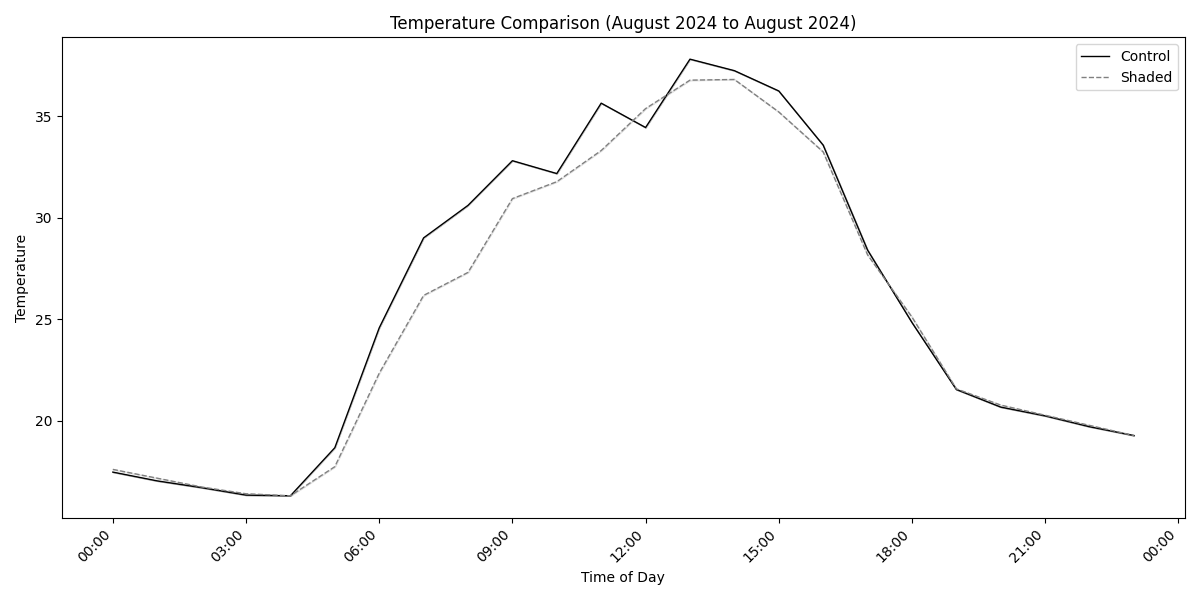 Temperature Comparison (August 2024 to August 2024)
Control
Shaded
Temperature
35
30
25
20
00:00
03:00
06:00
09:00
12:00
15:00
18:00
21:00
00:00
Time of Day